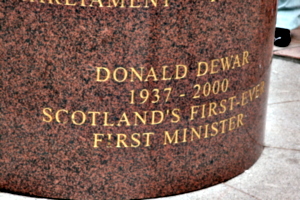 DONALD DEWAR
1937 - 2000
SCOTLAND'S FIRST-EVER
FIRST MINISTER